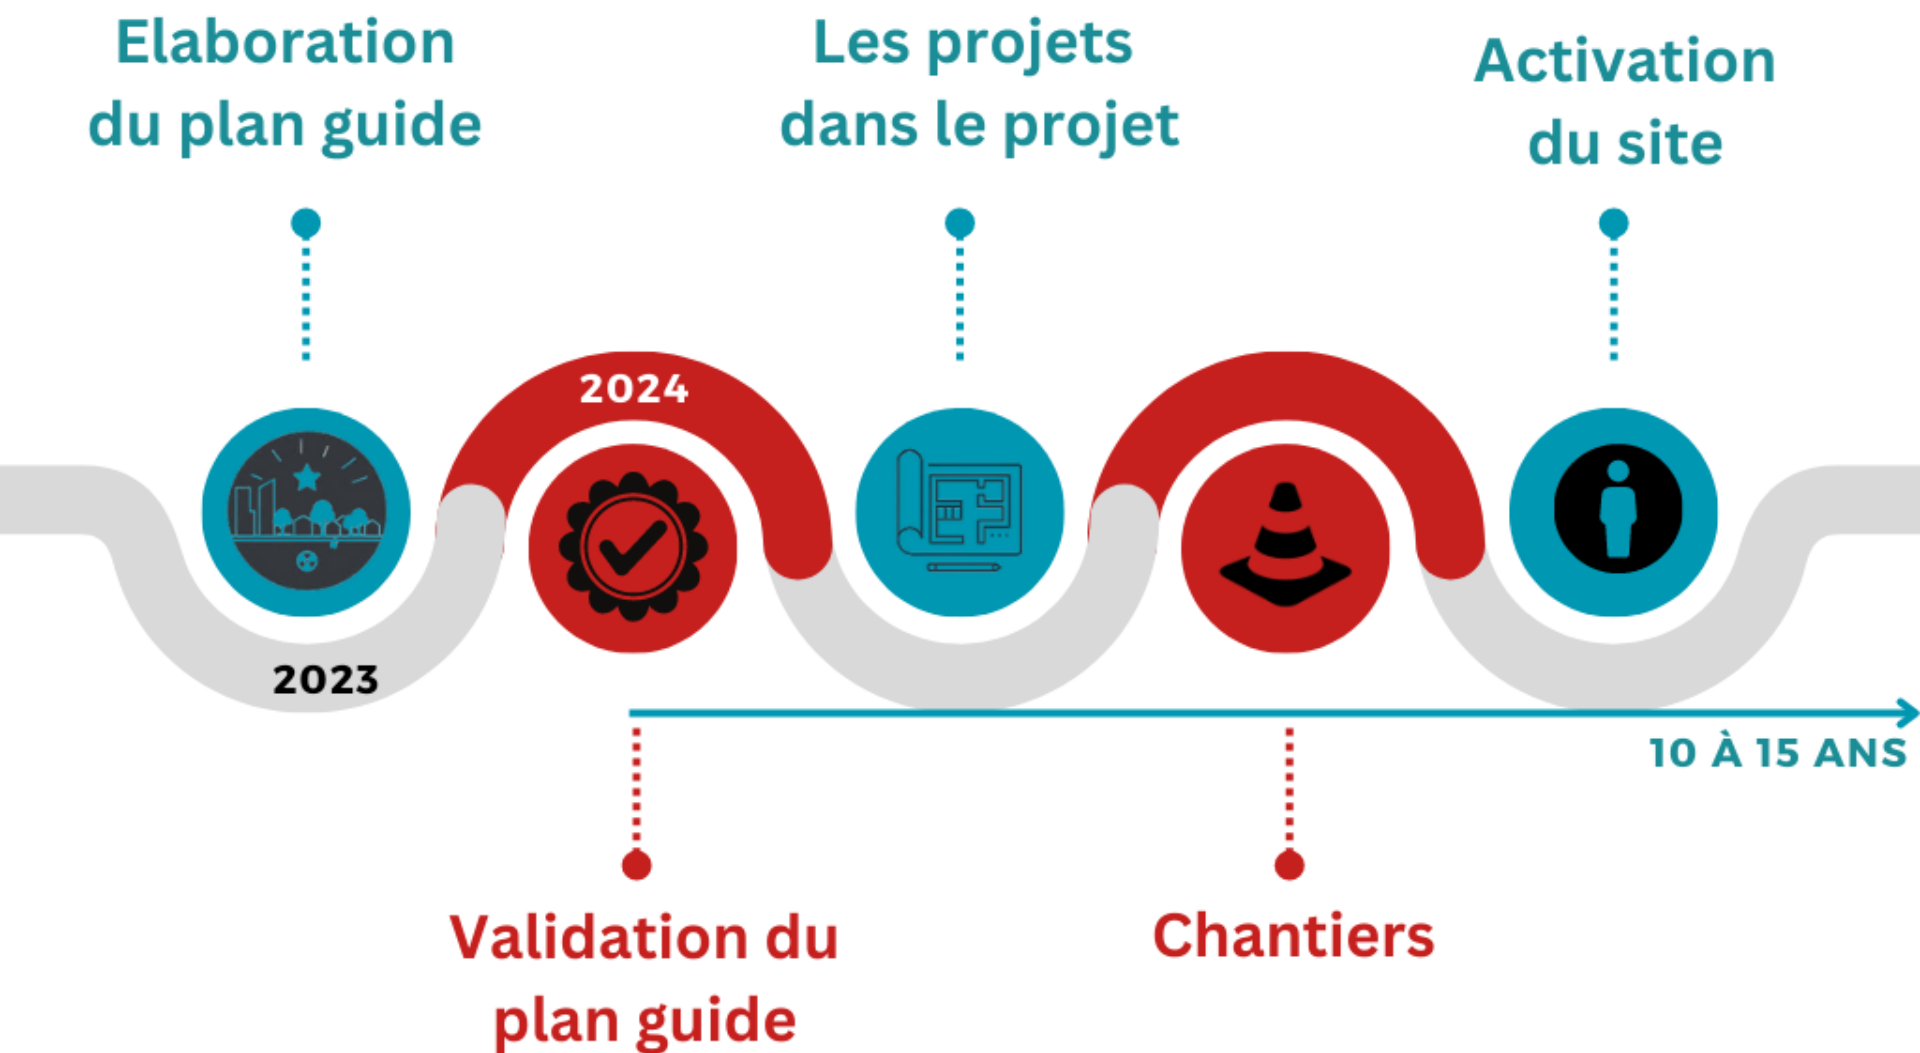 Elaboration
du plan guide
Les projets
dans le projet
Activation
du site
2024
2023
10 À 15 ANS
Validation du
plan guide
Chantiers